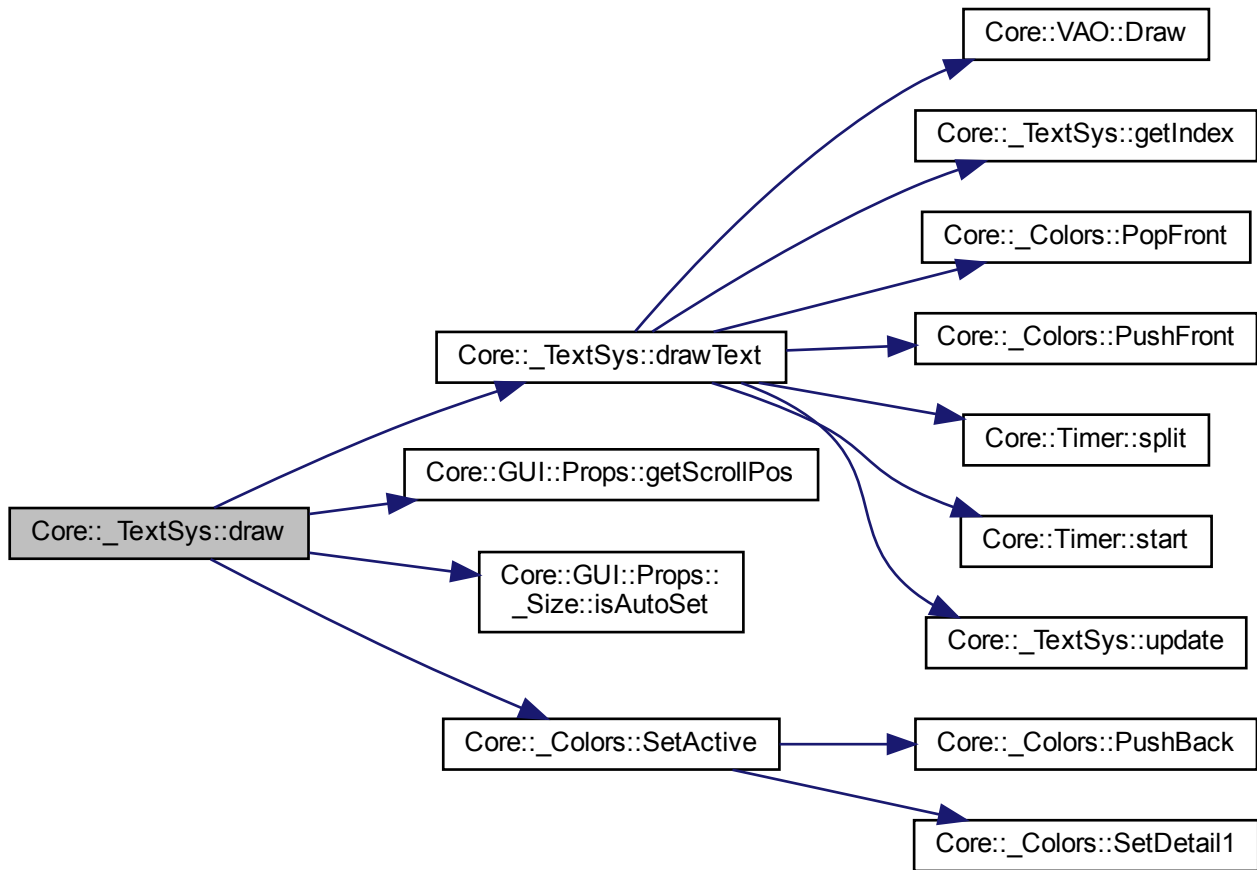 Core::VAO::Draw
Core::_TextSys::getIndex
Core::_Colors::PopFront
Core::_TextSys::drawText
Core::_Colors::PushFront
Core::Timer::split
Core::GUI::Props::getScrollPos
Core::_TextSys::draw
Core::Timer::start
Core::GUI::Props::
_Size::isAutoSet
Core::_TextSys::update
Core::_Colors::SetActive
Core::_Colors::PushBack
Core::_Colors::SetDetail1